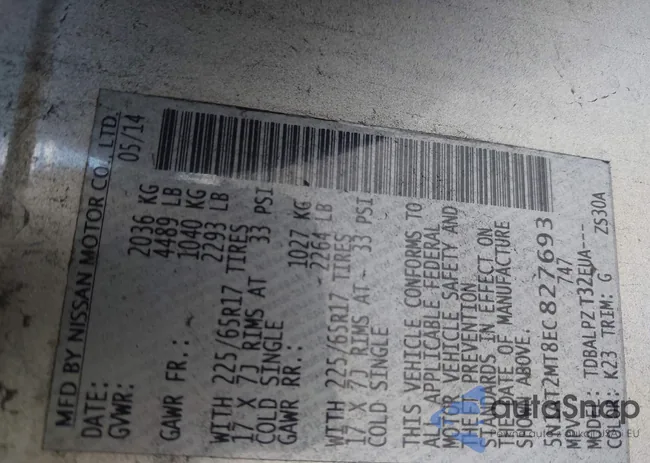 MFD BY NISSAN MOTOR CO., LTD.
DATE: 05/14
GVWR: 2036 KG
4489 LB
GAWR FR.: 1040 KG
2293 LB
WITH 225/65R17 TIRES
17 X 7J RIMS AT 33 PSI
COLD SINGLE
GAWR RR.: 1027 KG
2264 LB
WITH 225/65R17 TIRES
17 X 7J RIMS AT 33 PSI
COLD SINGLE
THIS VEHICLE CONFORMS TO
ALL APPLICABLE FEDERAL
MOTOR VEHICLE SAFETY AND
THEFT PREVENTION
STANDARDS IN EFFECT ON
THE DATE OF MANUFACTURE
SHOWN ABOVE.
5N1AT2MT8EC827693
MPV 747
MODEL: TDBALPZ T32EUA---
COLOR: K23 TRIM: G ZS30A
autoSnap